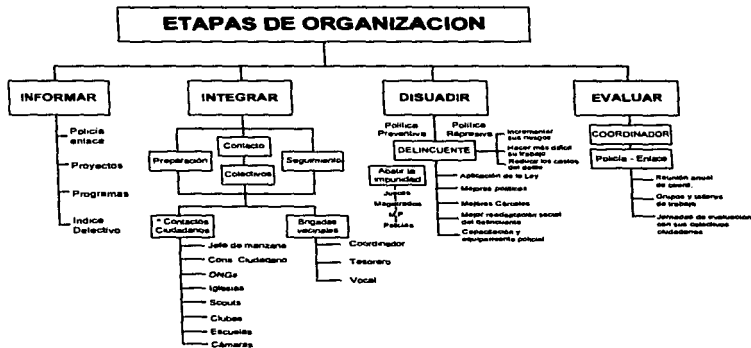 ETAPAS DE ORGANIZACION
INFORMAR
Policía
enlace
Proyectos
Programas
Indice
Delectivo
INTEGRAR
Contacto
Preparación
Seguimiento
Colectivos
* Contactos
Ciudadanos
Jefe de manzana
Cons. Ciudadano
ONGs
Iglesias
Scouts
Clubes
Escuelas
Cámaras
Brigadas
vecinales
Coordinador
Tesorero
Vocal
DISUADIR
Política
Preventiva
Política
Represiva
DELINCUENTE
Incrementar
sus riesgos
Hacer más difícil
su trabajo
Reducir los costos
del delito
Abatir la
impunidad
Jueces
Magistrados
M.P
Policías
Aplicación de la Ley
Mejores políticas
Mejores Cárceles
Mejor readaptación social
del delincuente
Capacitación y
equipamiento policial
EVALUAR
COORDINADOR
Policía - Enlace
Reunión anual
de coord.
Grupos y talleres
de trabajo
Jornadas de evaluación
con sus colectivos
ciudadanos